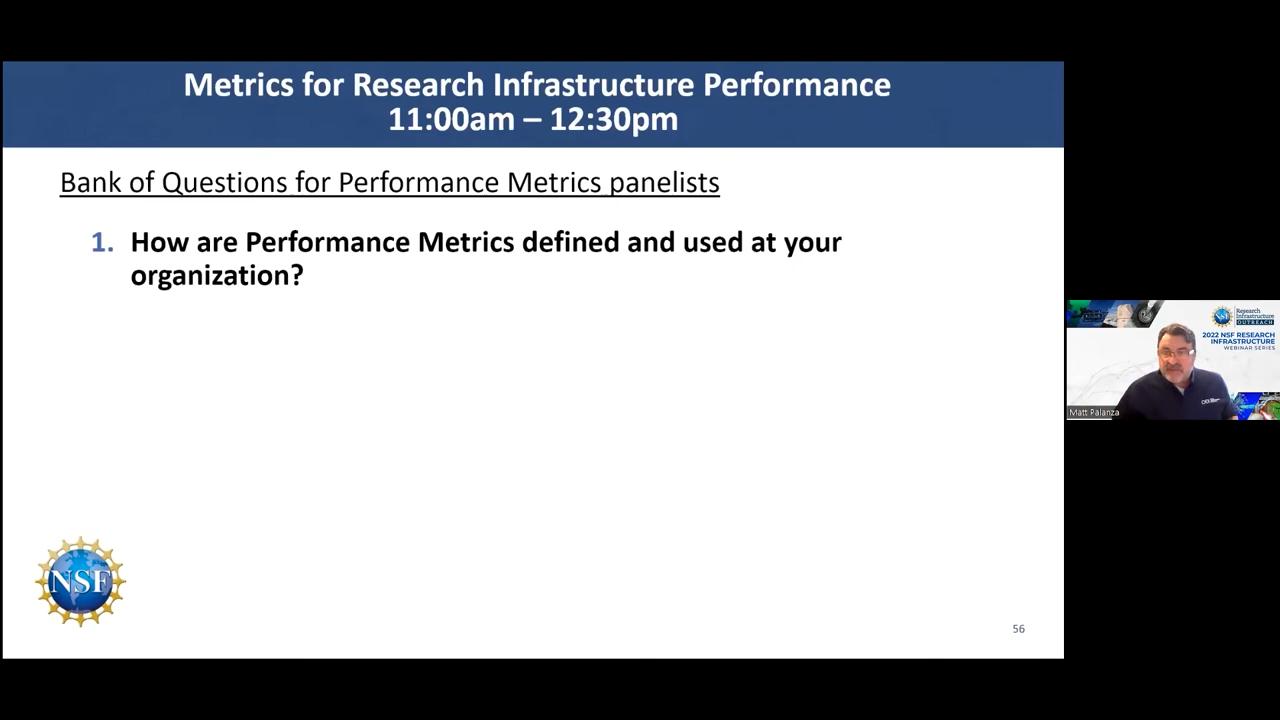 Metrics for Research Infrastructure Performance
11:00am – 12:30pm
Bank of Questions for Performance Metrics panelists
1. How are Performance Metrics defined and used at your
organization?
NSF
56
NSF
Research
Infrastructure
OUTREACH
2022 NSF RESEARCH
INFRASTRUCTURE
WEBINAR SERIES
Matt Palanza